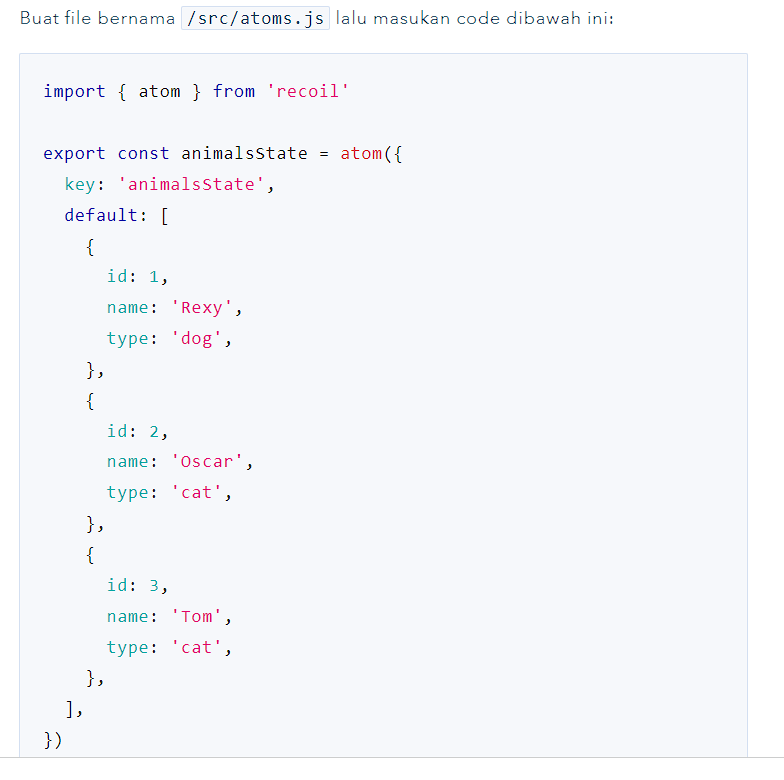 Buat file bernama /src/atoms.js lalu masukan code dibawah ini:
import { atom } from 'recoil'
export const animalsState = atom({
  key: 'animalsState',
  default: [
    {
      id: 1,
      name: 'Rexy',
      type: 'dog',
    },
    {
      id: 2,
      name: 'Oscar',
      type: 'cat',
    },
    {
      id: 3,
      name: 'Tom',
      type: 'cat',
    },
  ],
})